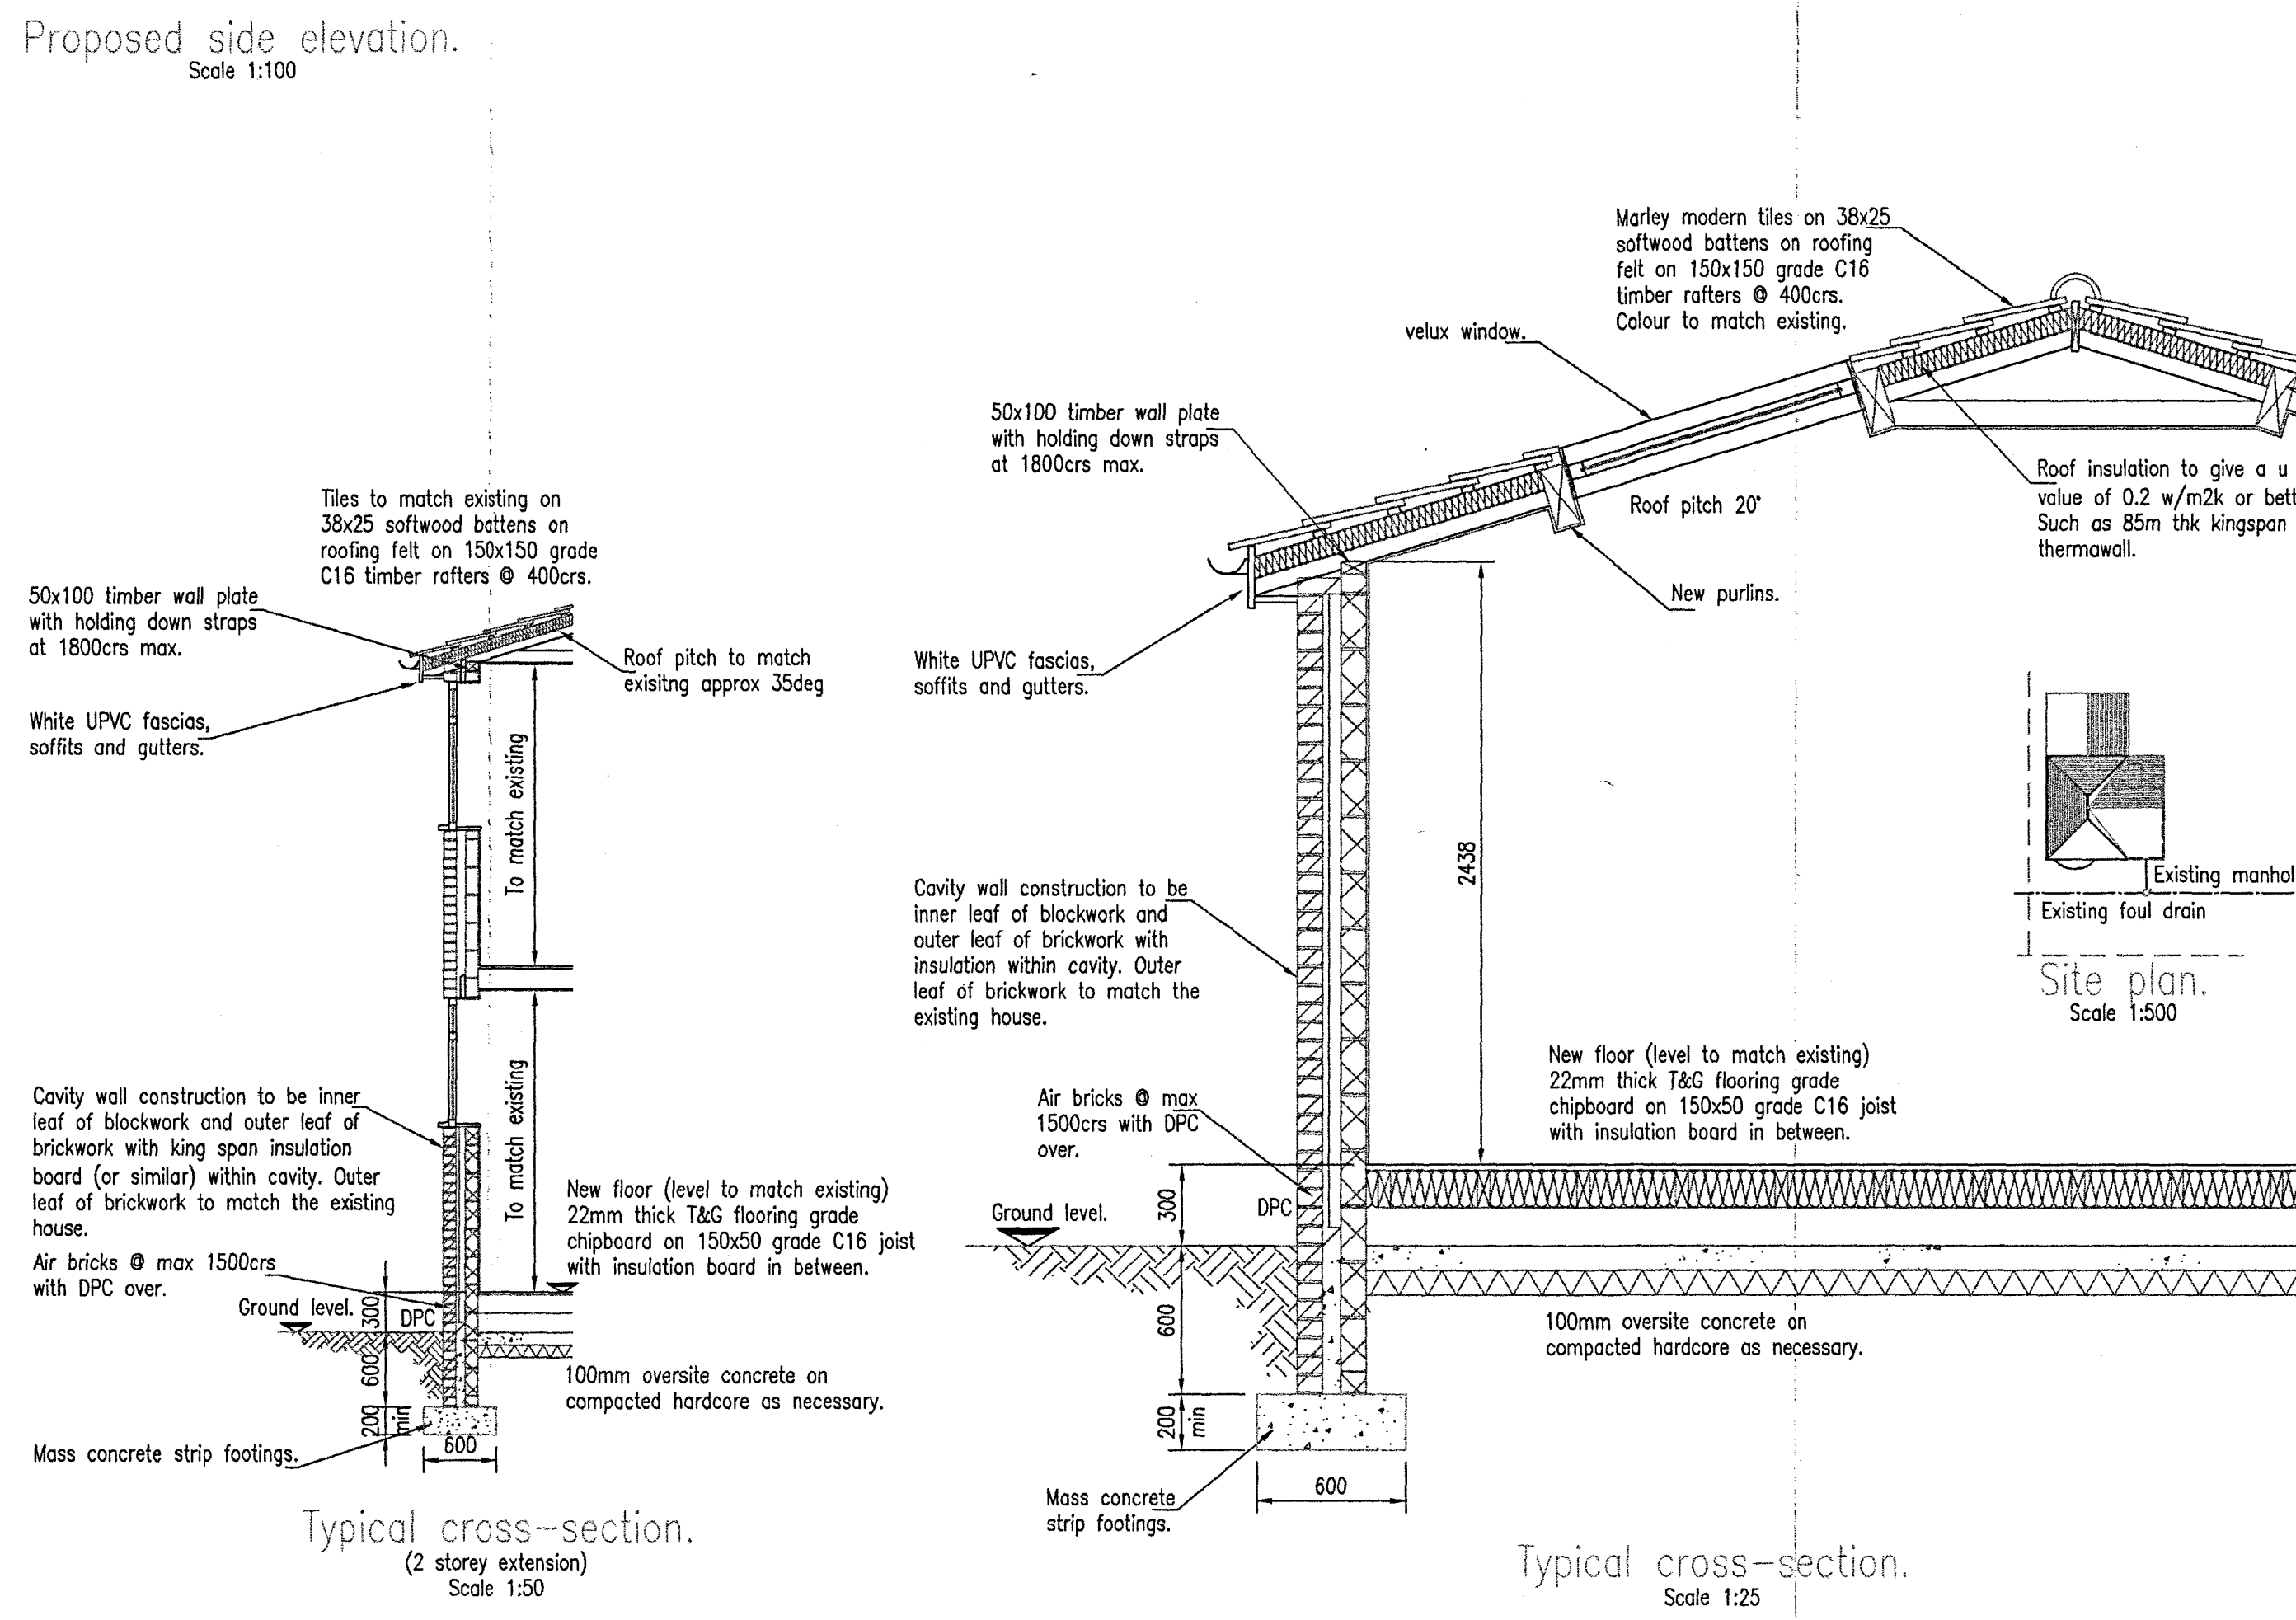 Proposed side elevation.
Scale 1:100
Tiles to match existing on
38x25 softwood battens on
roofing felt on 150x150 grade
C16 timber rafters @ 400crs.
50x100 timber wall plate
with holding down straps
at 1800crs max.
Roof pitch to match
exisitng approx 35deg
White UPVC fascias,
soffits and gutters.
To match existing
To match existing
Cavity wall construction to be inner
leaf of blockwork and outer leaf of
brickwork with king span insulation
board (or similar) within cavity. Outer
leaf of brickwork to match the existing
house.
Air bricks @ max 1500crs
with DPC over.
Ground level.
DPC
300
600
200
min
600
New floor (level to match existing)
22mm thick T&G flooring grade
chipboard on 150x50 grade C16 joist
with insulation board in between.
100mm oversite concrete on
compacted hardcore as necessary.
Mass concrete strip footings.
Typical cross-section.
(2 storey extension)
Scale 1:50
Marley modern tiles on 38x25
softwood battens on roofing
felt on 150x150 grade C16
timber rafters @ 400crs.
Colour to match existing.
velux window.
50x100 timber wall plate
with holding down straps
at 1800crs max.
Roof pitch 20°
Roof insulation to give a u
value of 0.2 w/m2k or bett
Such as 85m thk kingspan
thermawall.
New purlins.
White UPVC fascias,
soffits and gutters.
2438
Cavity wall construction to be
inner leaf of blockwork and
outer leaf of brickwork with
insulation within cavity. Outer
leaf of brickwork to match the
existing house.
Air bricks @ max
1500crs with DPC
over.
Ground level.
DPC
300
600
200
min
600
New floor (level to match existing)
22mm thick T&G flooring grade
chipboard on 150x50 grade C16 joist
with insulation board in between.
100mm oversite concrete on
compacted hardcore as necessary.
Mass concrete
strip footings.
Typical cross-section.
Scale 1:25
Existing manhol
Existing foul drain
Site plan.
Scale 1:500